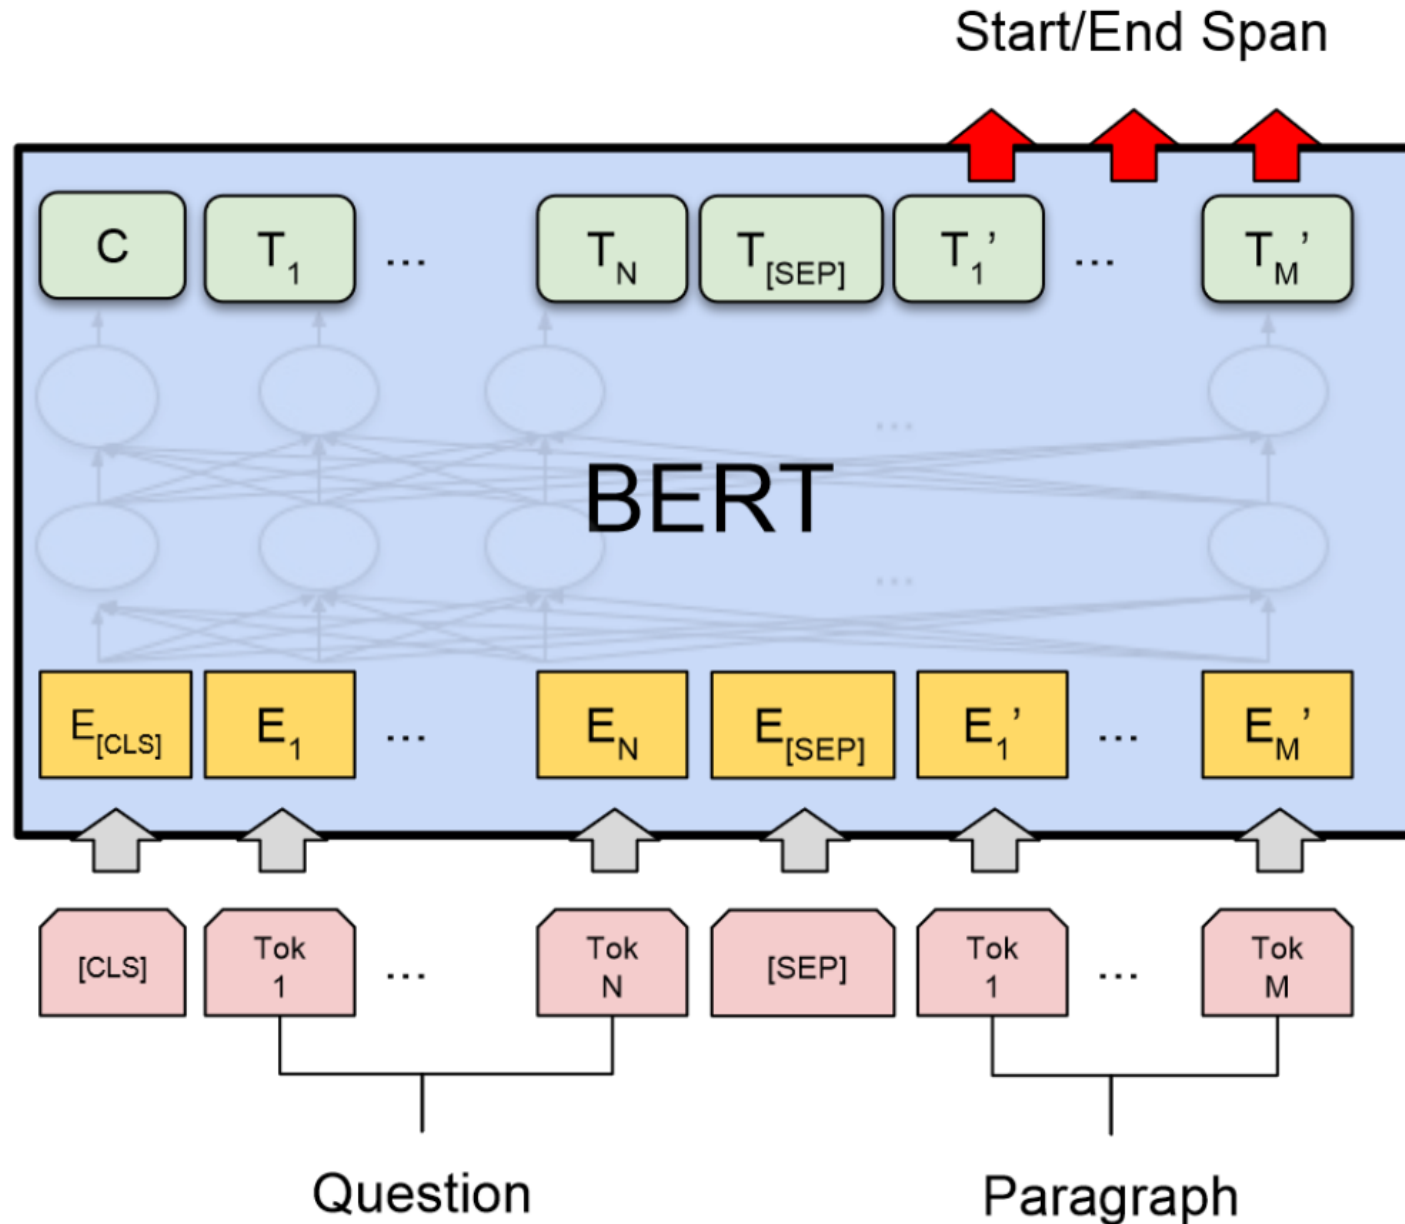 Start/End Span
C T1 ... TN T[SEP] T1’ ... TM’
...
BERT
...
E[CLS] E1 ... EN E[SEP] E1’ ... EM’
[CLS] Tok 1 ... Tok N [SEP] Tok 1 ... Tok M
Question Paragraph